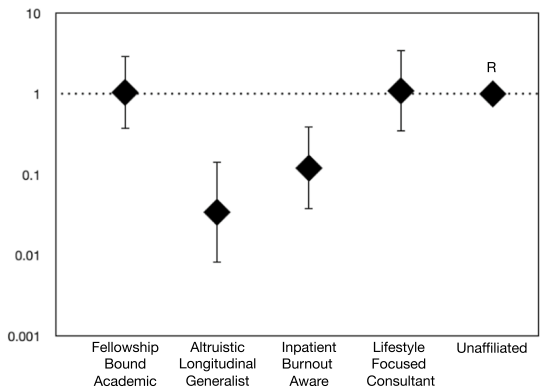 10
R
1
0.1
0.01
0.001
Fellowship Bound Academic
Altruistic Longitudinal Generalist
Inpatient Burnout Aware
Lifestyle Focused Consultant
Unaffiliated